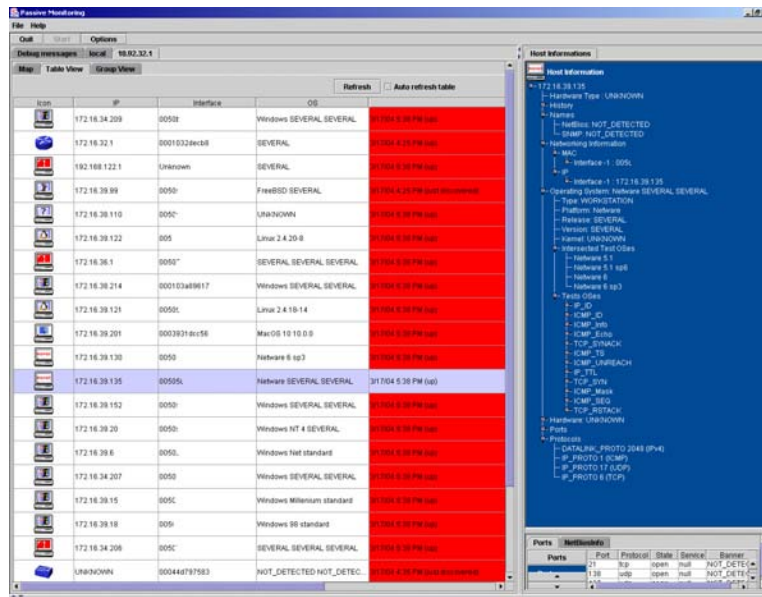 Passive Monitoring
File Help
Quit Start Options
Debug messages local 10.92.32.1
Map Table View Group View
Refresh Auto refresh table
Icon IP Interface OS
172.16.34.209 Windows SEVERAL SEVERAL
172.16.32.1 0001032decb8 SEVERAL
192.168.122.1 Unknown SEVERAL
172.16.39.99 0050 FreeBSD SEVERAL
172.16.38.110 UNKNOWN
172.16.39.122 005 Linux 2.4.20-8
172.16.36.1 0050 SEVERAL SEVERAL SEVERAL
172.16.38.214 000103a89617 Windows SEVERAL SEVERAL
172.16.39.121 Linux 2.4.18-14
172.16.39.201 0003931dcc56 MacOS 10 10.0.0
172.16.39.130 0050 Netware 6 sp3
172.16.39.135 Netware SEVERAL SEVERAL 3/17/04 5:38 PM (up)
172.16.39.152 0050 Windows SEVERAL SEVERAL
172.16.39.20 0050 Windows NT 4 SEVERAL
172.16.39.6 0050 Windows Net standard
172.16.34.207 0050 Windows SEVERAL SEVERAL
172.16.39.15 Windows Millenium standard
172.16.39.18 Windows 98 standard
172.16.34.206 SEVERAL SEVERAL SEVERAL
UNKNOWN 00044d797583 NOT_DETECTED NOT_DETEC...
Host Informations
Host Information
172.16.39.135
Hardware Type : UNKNOWN
History
Names
NetBios: NOT_DETECTED
SNMP: NOT_DETECTED
Networking Information
MAC
Interface -1 :
IP
Interface -1 : 172.16.39.135
Operating System: Netware SEVERAL SEVERAL
Type: WORKSTATION
Platform: Netware
Release: SEVERAL
Version: SEVERAL
Kernel: UNKNOWN
Intersected Test OSes
Netware 5.1
Netware 5.1 sp6
Netware 6
Netware 6 sp3
Tests OSes
IP_ID
ICMP_ID
ICMP_Info
ICMP_Echo
TCP_SYNACK
ICMP_TS
ICMP_UNREACH
IP_TTL
TCP_SYN
ICMP_Mask
ICMP_SEQ
TCP_RSTACK
Hardware: UNKNOWN
Ports
Protocols
DATALINK_PROTO 2048 (IPv4)
IP_PROTO 1 (ICMP)
IP_PROTO 17 (UDP)
IP_PROTO 6 (TCP)
Ports NetBiosInfo
Ports Port Protocol State Service Banner
21 tcp open null NOT_DETEC
138 udp open null NOT_DETEC